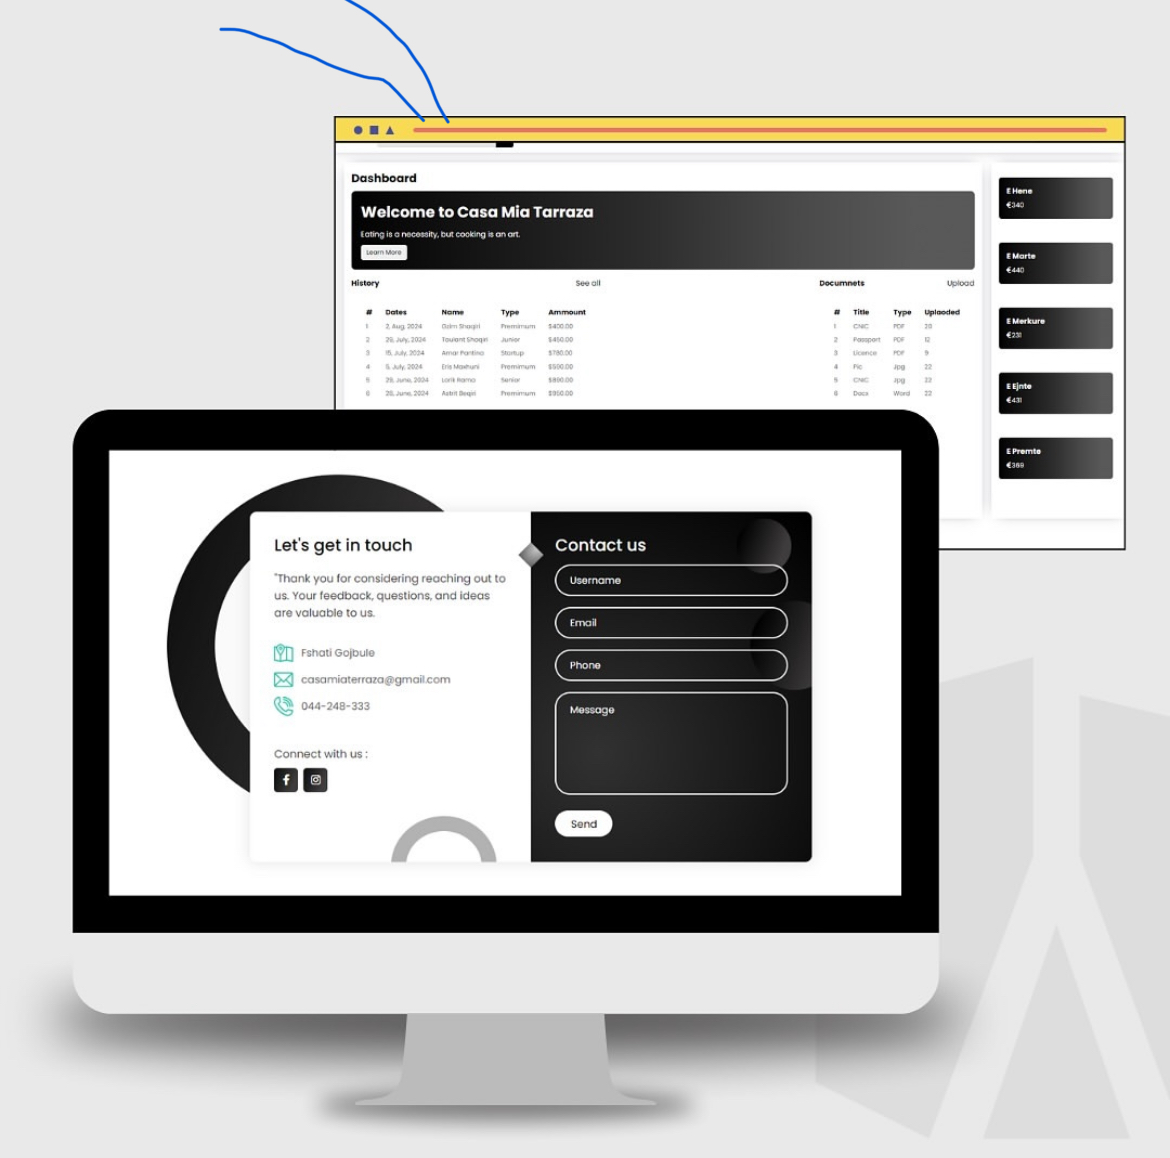 Dashboard
Welcome to Casa Mia Tarraza
Eating is a necessity, but cooking is an art.
Learn More
History See all
# Dates Name Type Ammount
1 2, Aug, 2024 Premimum $400.00
2 29, July, 2024 Toulant Shaqiri Junior $450.00
3 15, July, 2024 Amar Pantina Startup $780.00
4 5, July, 2024 Eris Maxhuni Premimum $500.00
5 29, June, 2024 Lorik Rama Senior $890.00
6 29, June, 2024 Astrit Beqiri Premimum $950.00
Documnets Upload
# Title Type Uplaoded
1 CNIC PDF 20
2 Passport PDF 12
3 Licence PDF 9
4 Pic Jpg 22
5 CNIC Jpg 22
6 Docs Word 22
E Hene
€340
E Marte
€440
E Merkure
€231
E Ejnte
€431
E Premte
€369
Let's get in touch
"Thank you for considering reaching out to
us. Your feedback, questions, and ideas
are valuable to us.
Fshati Gojbule
casamiaterraza@gmail.com
044-248-333
Connect with us :
Contact us
Username
Email
Phone
Message
Send